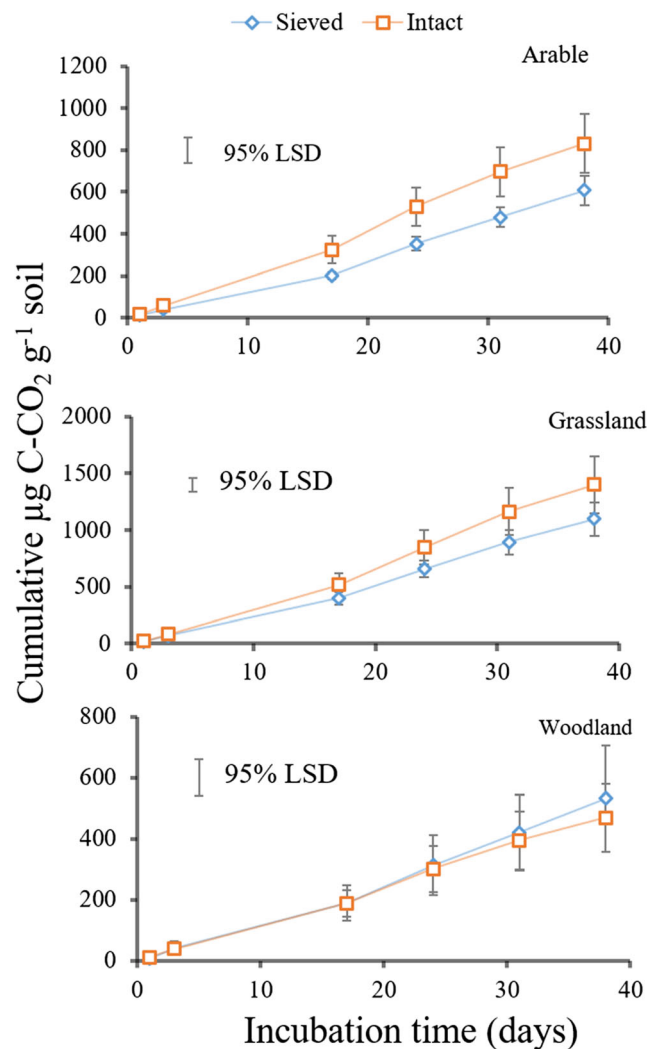 Sieved Intact
Arable
1200
1000
800
600
400
200
0
95% LSD
0 10 20 30 40
Grassland
2000
1500
1000
500
0
95% LSD
0 10 20 30 40
Woodland
800
600
400
200
0
95% LSD
0 10 20 30 40
Cumulative µg C-CO₂ g⁻¹ soil
Incubation time (days)